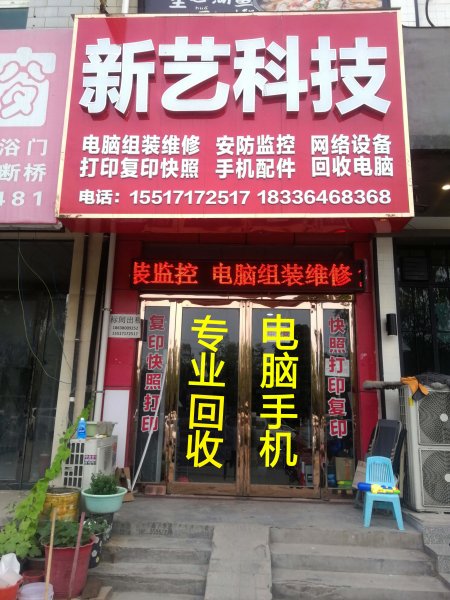 新艺科技
电脑组装维修 安防监控 网络设备
打印复印快照 手机配件 回收电脑
电话：15517172517 18336468368
窗
浴门
断桥
481
装监控 电脑组装维修
复印快照打印
专业回收
电脑手机
快照打印复印
15517172517